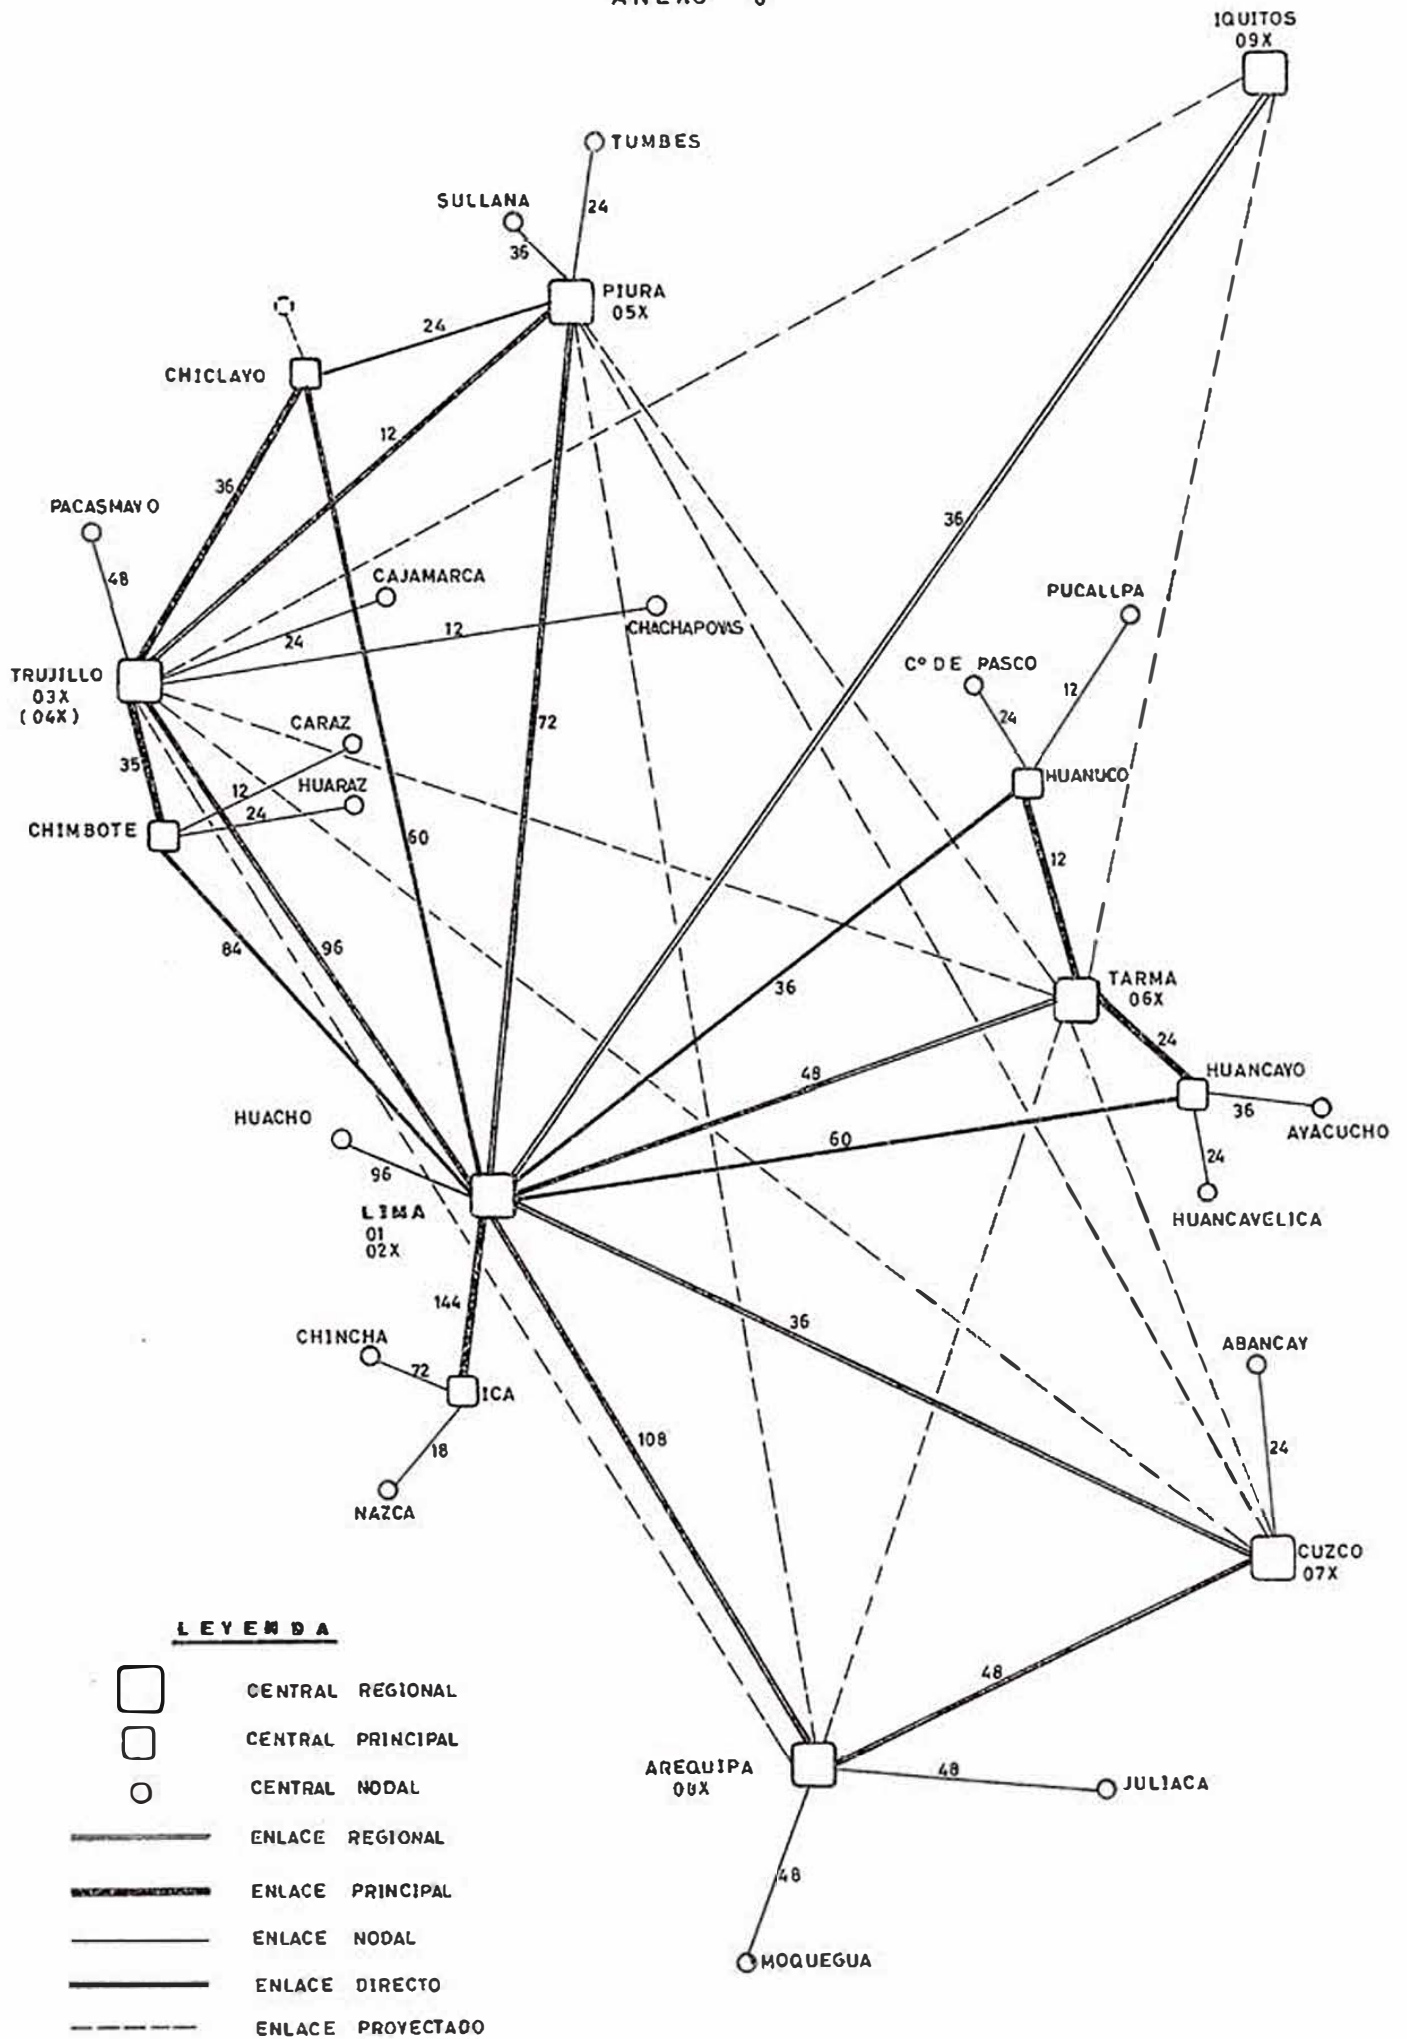 ANEXO 6
IQUITOS
09X
TUMBES
SULLANA
24
36
PIURA
05X
24
CHICLAYO
12
36
PACASMAYO
48
36
CAJAMARCA
24
12
CHACHAPOYAS
PUCALLPA
Cº DE PASCO
12
24
TRUJILLO
03X
(04X)
CARAZ
72
35
HUARAZ
12
24
CHIMBOTE
HUANUCO
60
12
84
96
36
TARMA
06X
24
48
HUANCAYO
36
AYACUCHO
HUACHO
60
24
96
HUANCAVELICA
LIMA
01
02X
144
36
CHINCHA
72
ICA
ABANCAY
108
18
24
NAZCA
CUZCO
07X
48
AREQUIPA
08X
48
JULIACA
48
MOQUEGUA
LEYENDA
CENTRAL REGIONAL
CENTRAL PRINCIPAL
CENTRAL NODAL
ENLACE REGIONAL
ENLACE PRINCIPAL
ENLACE NODAL
ENLACE DIRECTO
ENLACE PROYECTADO